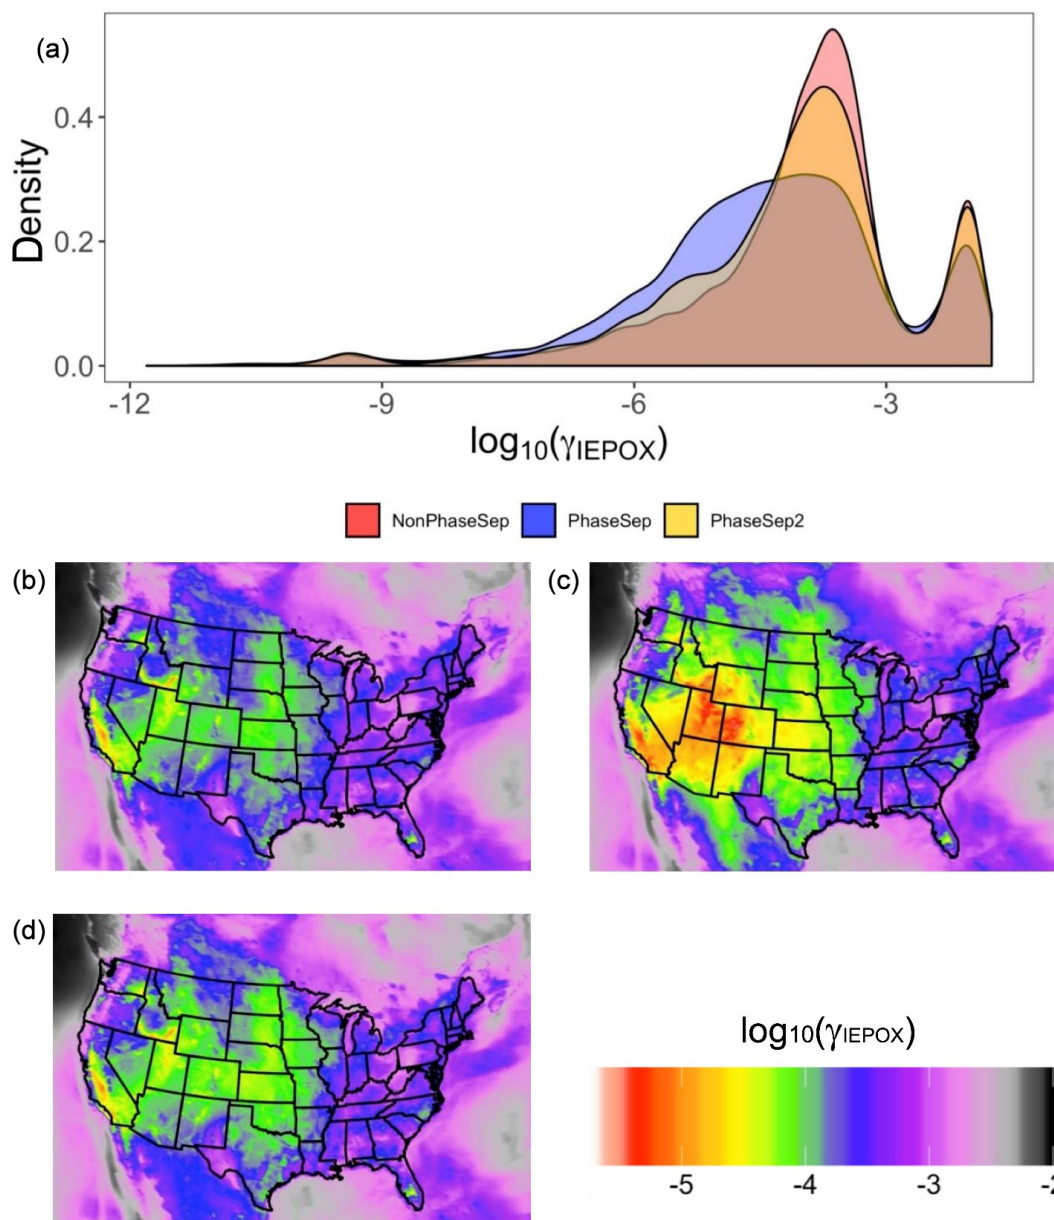 (a)
Density
0.4
0.2
0.0
-12 -9 -6 -3
log10(γIEPOX)
NonPhaseSep PhaseSep PhaseSep2
(b) (c)
(d)
log10(γIEPOX)
-5 -4 -3 -2